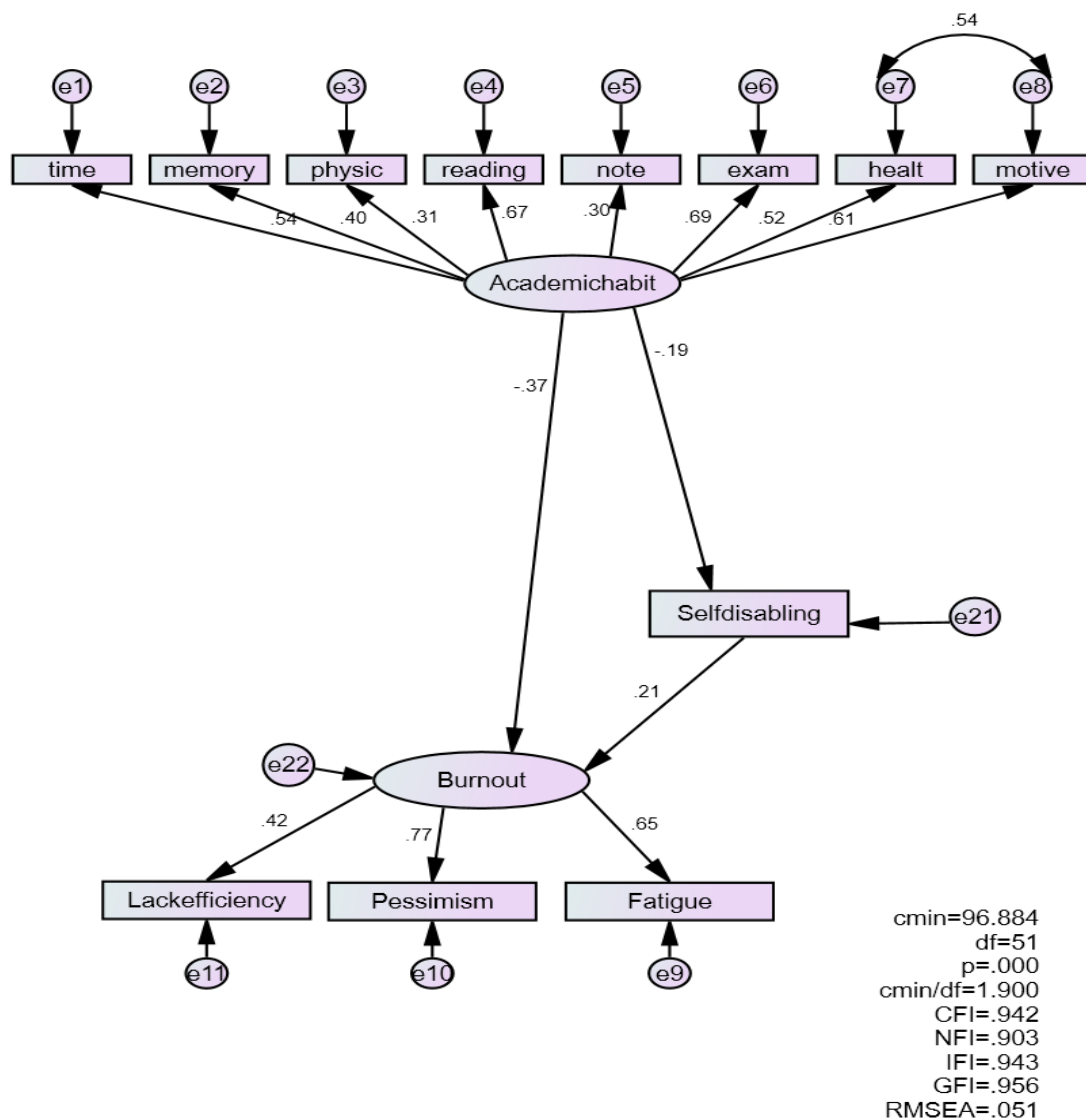 .54
e1 e2 e3 e4 e5 e6 e7 e8
time memory physic reading note exam healt motive
.54 .40 .31 .67 .30 .69 .52 .61
Academichabit
-.37 -.19
Selfdisabling e21
.21
e22 Burnout
.42 .77 .65
Lackefficiency Pessimism Fatigue
e11 e10 e9
cmin=96.884
df=51
p=.000
cmin/df=1.900
CFI=.942
NFI=.903
IFI=.943
GFI=.956
RMSEA=.051